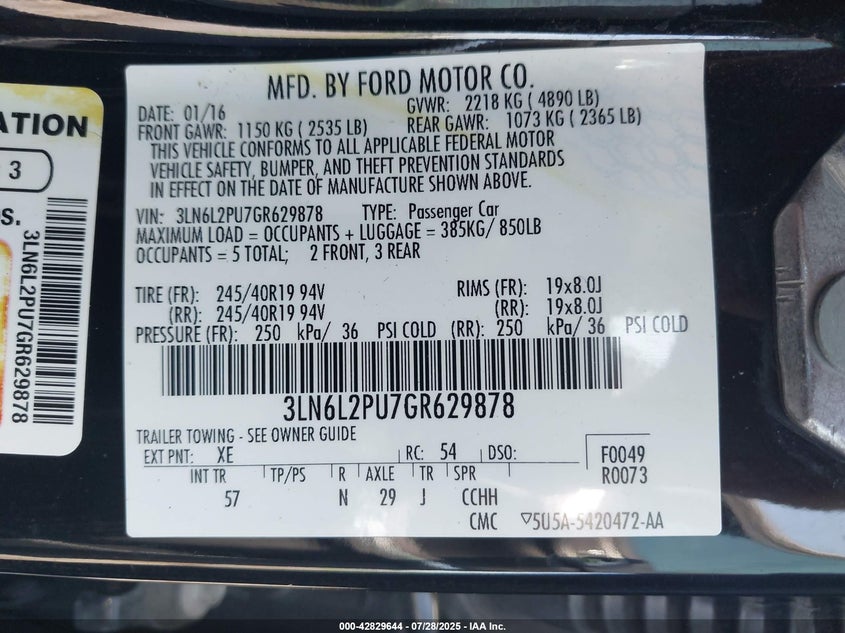 MFD. BY FORD MOTOR CO.
DATE: 01/16 GVWR: 2218 KG ( 4890 LB)
FRONT GAWR: 1150 KG ( 2535 LB) REAR GAWR: 1073 KG ( 2365 LB)
THIS VEHICLE CONFORMS TO ALL APPLICABLE FEDERAL MOTOR
VEHICLE SAFETY, BUMPER, AND THEFT PREVENTION STANDARDS
IN EFFECT ON THE DATE OF MANUFACTURE SHOWN ABOVE.
VIN: 3LN6L2PU7GR629878 TYPE: Passenger Car
MAXIMUM LOAD = OCCUPANTS + LUGGAGE = 385KG/ 850LB
OCCUPANTS = 5 TOTAL; 2 FRONT, 3 REAR
TIRE (FR): 245/40R19 94V RIMS (FR): 19x8.0J
(RR): 245/40R19 94V (RR): 19x8.0J
PRESSURE (FR): 250 kPa/ 36 PSI COLD (RR): 250 kPa/ 36 PSI COLD
3LN6L2PU7GR629878
TRAILER TOWING - SEE OWNER GUIDE
EXT PNT: XE RC: 54 DSO: F0049
R0073
INT TR TP/PS R AXLE TR SPR
57 N 29 J CCHH
CMC 5U5A-5420472-AA
ATION
3
S.
3LN6L2PU7GR629878
000-42829644 / 07/28/2025 - IAA Inc.